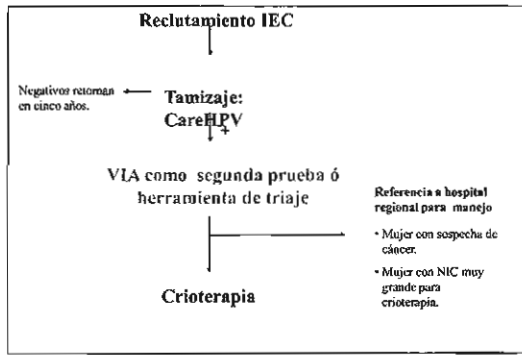 Reclutamiento IEC
Negativos retornan
en cinco años.
Tamizaje:
CareHPV
+
VIA como segunda prueba ó
herramienta de triaje
Referencia a hospital
regional para manejo
• Mujer con sospecha de
cáncer.
• Mujer con NIC muy
grande para
crioterapia.
Crioterapia